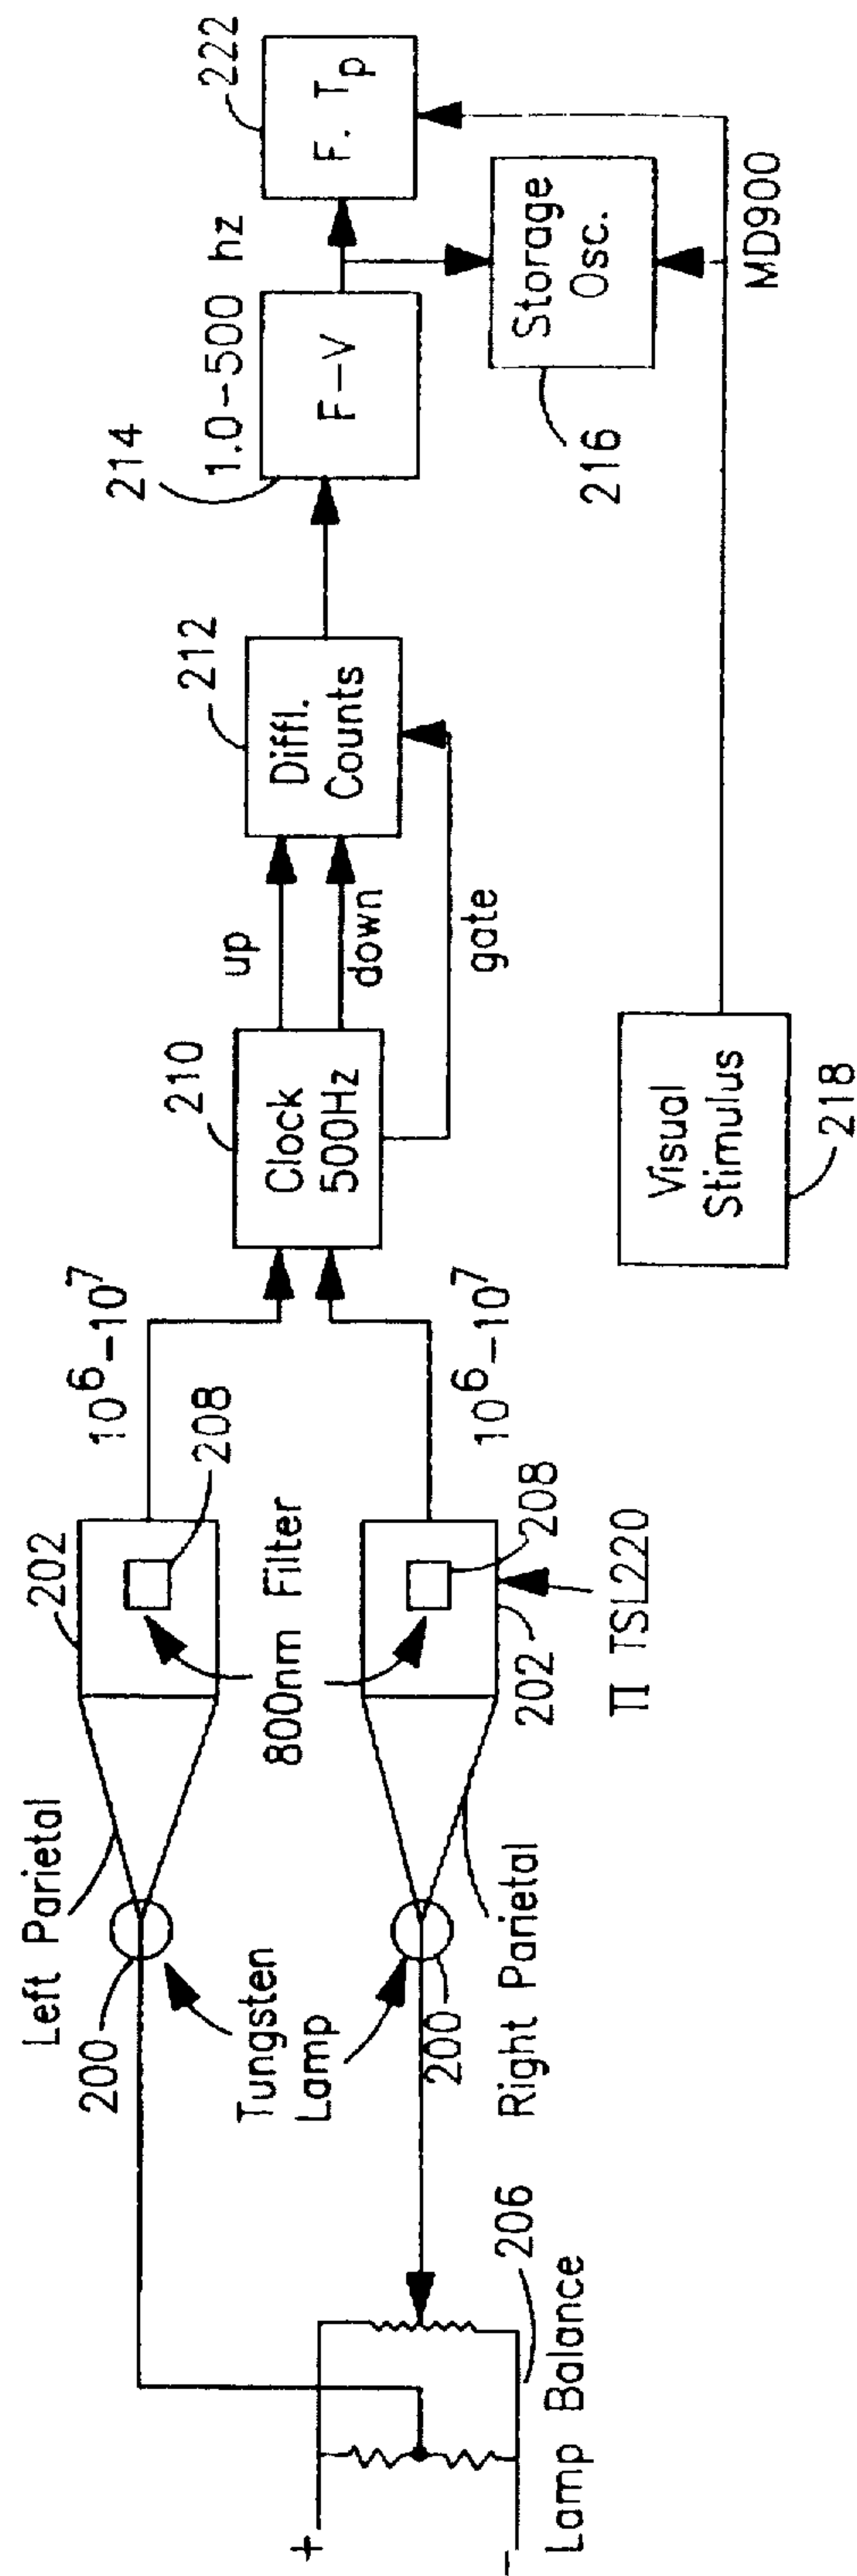 +
-
Lamp Balance
206
200
Left Parietal
Tungsten
Lamp
200
Right Parietal
202
800nm Filter
208
202
208
TI TSL220
10⁶-10⁷
10⁶-10⁷
210
Clock
500Hz
up
down
gate
212
Diffl.
Counts
214
1.0-500 hz
F-V
222
F. Tp
Storage
Osc.
216
MD900
Visual
Stimulus
218